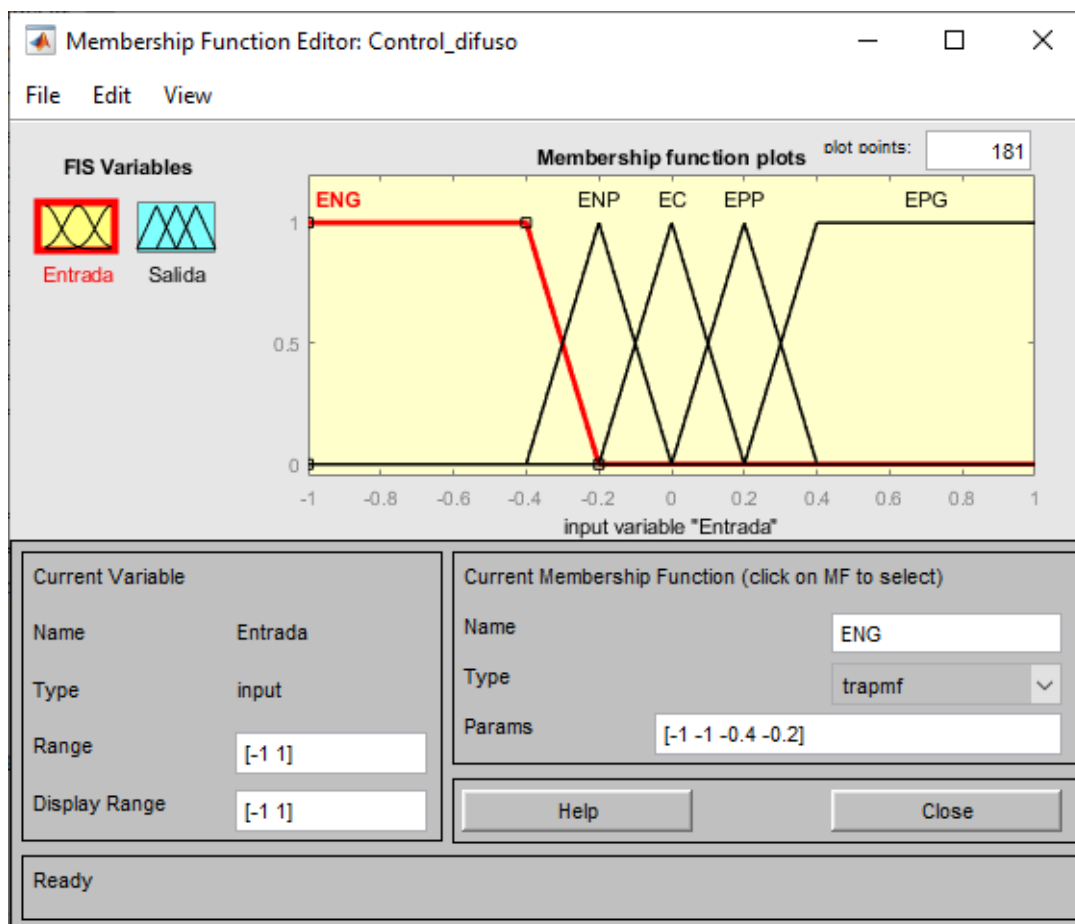 Membership Function Editor: Control_difuso
File Edit View
FIS Variables
Entrada Salida
Membership function plots
plot points: 181
ENG ENP EC EPP EPG
1
0.5
0
-1 -0.8 -0.6 -0.4 -0.2 0 0.2 0.4 0.6 0.8 1
input variable "Entrada"
Current Variable
Name Entrada
Type input
Range [-1 1]
Display Range [-1 1]
Current Membership Function (click on MF to select)
Name ENG
Type trapmf
Params [-1 -1 -0.4 -0.2]
Help Close
Ready